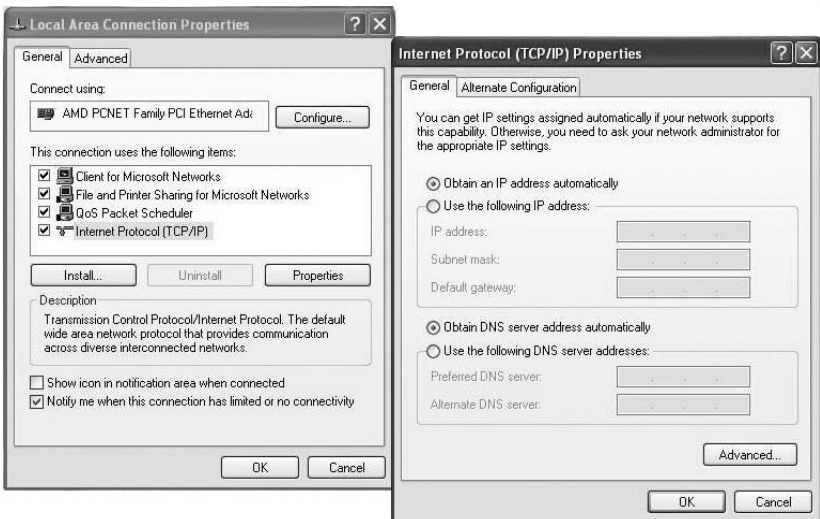 Local Area Connection Properties
General
Advanced
Connect using:
AMD PCNET Family PCI Ethernet Ada
Configure...
This connection uses the following items:
Client for Microsoft Networks
File and Printer Sharing for Microsoft Networks
QoS Packet Scheduler
Internet Protocol (TCP/IP)
Install...
Uninstall
Properties
Description
Transmission Control Protocol/Internet Protocol. The default
wide area network protocol that provides communication
across diverse interconnected networks.
Show icon in notification area when connected
Notify me when this connection has limited or no connectivity
OK
Cancel
Internet Protocol (TCP/IP) Properties
General
Alternate Configuration
You can get IP settings assigned automatically if your network supports
this capability. Otherwise, you need to ask your network administrator for
the appropriate IP settings.
Obtain an IP address automatically
Use the following IP address:
IP address:
Subnet mask:
Default gateway:
Obtain DNS server address automatically
Use the following DNS server addresses:
Preferred DNS server:
Alternate DNS server:
Advanced...
OK
Cancel